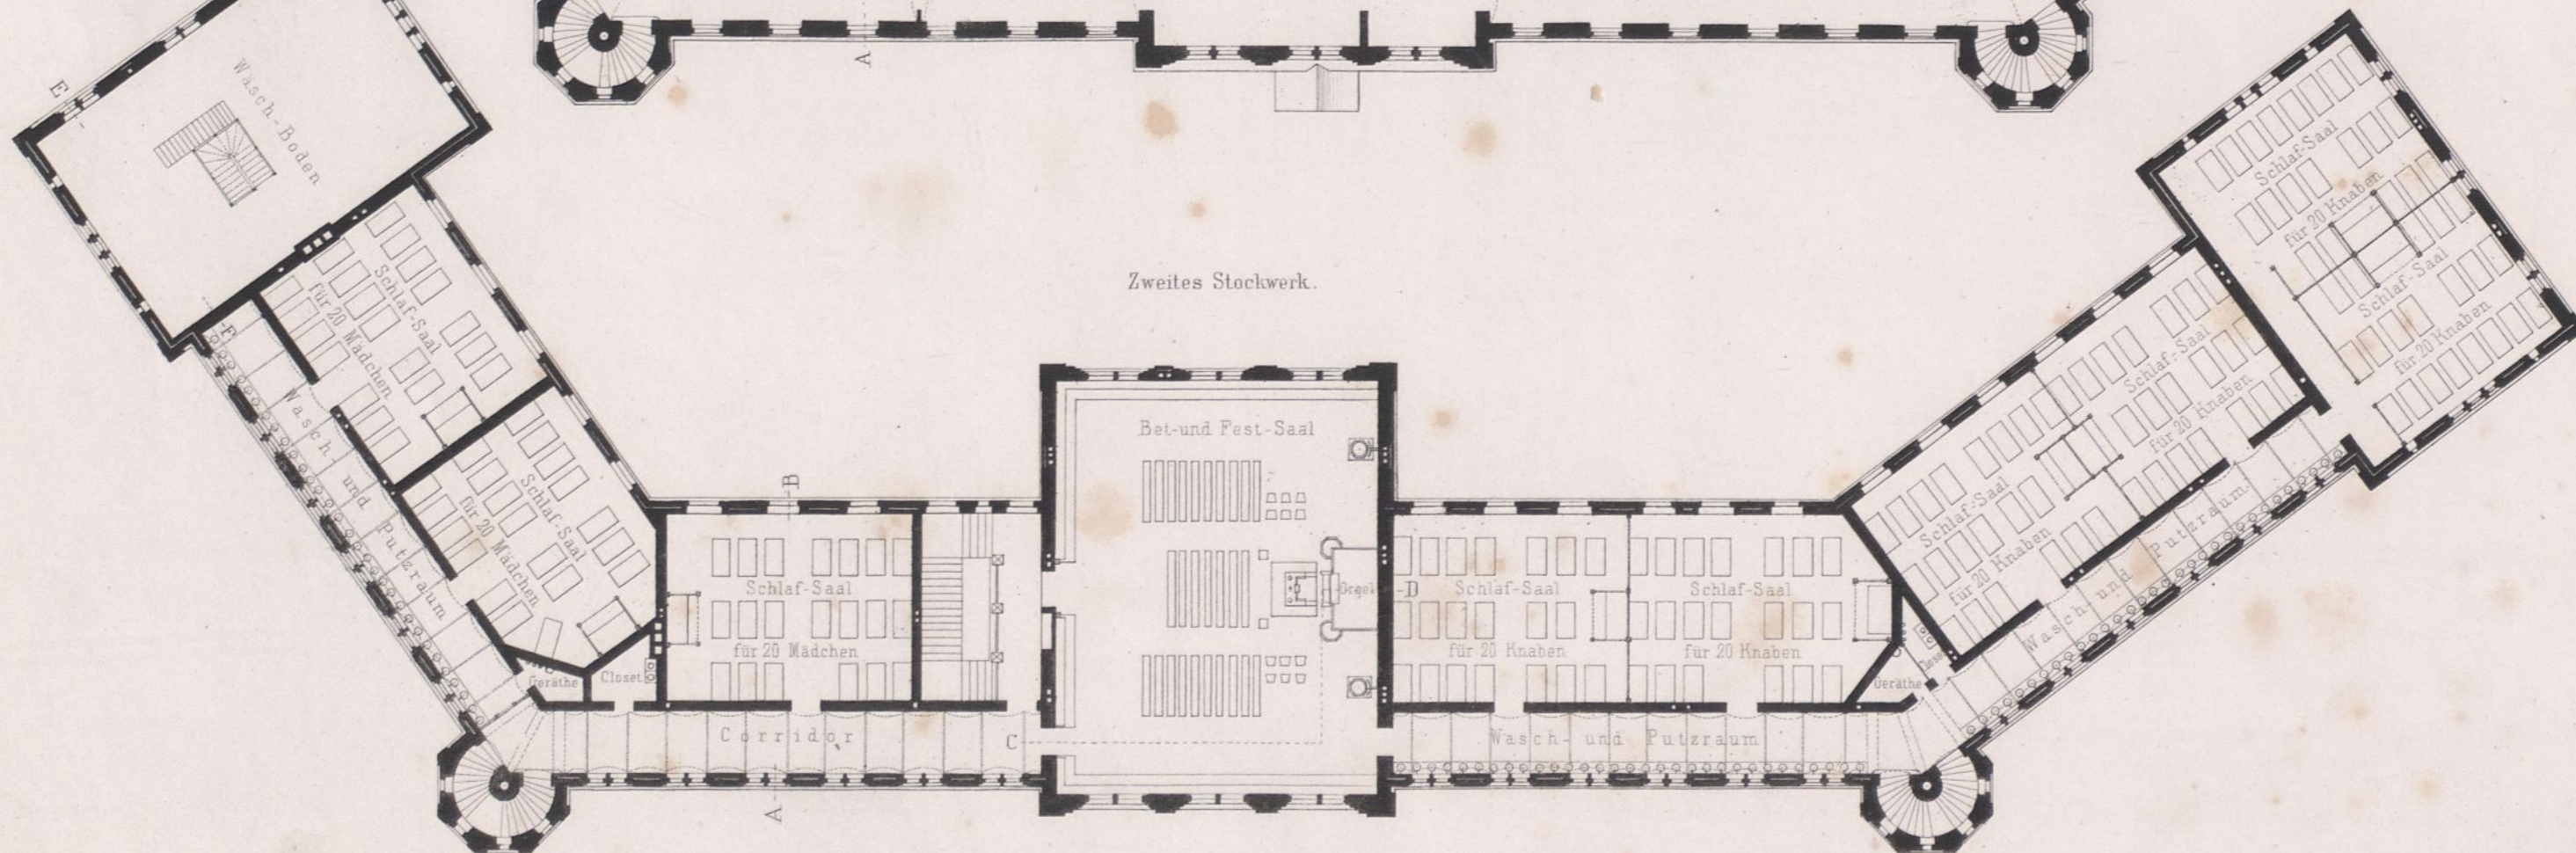 E
A
Wäsch-Boden
Schlaf-Saal
für 20 Knaben
Schlaf-Saal
für 20 Knaben
Zweites Stockwerk.
F
Schlaf-Saal
für 20 Mädchen
Wasch- und Putzraum
Schlaf-Saal
für 20 Mädchen
Schlaf-Saal
für 20 Knaben
Schlaf-Saal
für 20 Knaben
Wasch- und Putzraum
Bet-und Fest-Saal
B
Schlaf-Saal
für 20 Mädchen
Orgel
D
Schlaf-Saal
für 20 Knaben
Schlaf-Saal
für 20 Knaben
Geräthe
Closet
Closet
Geräthe
Corridor
C
Wasch- und Putzraum
A